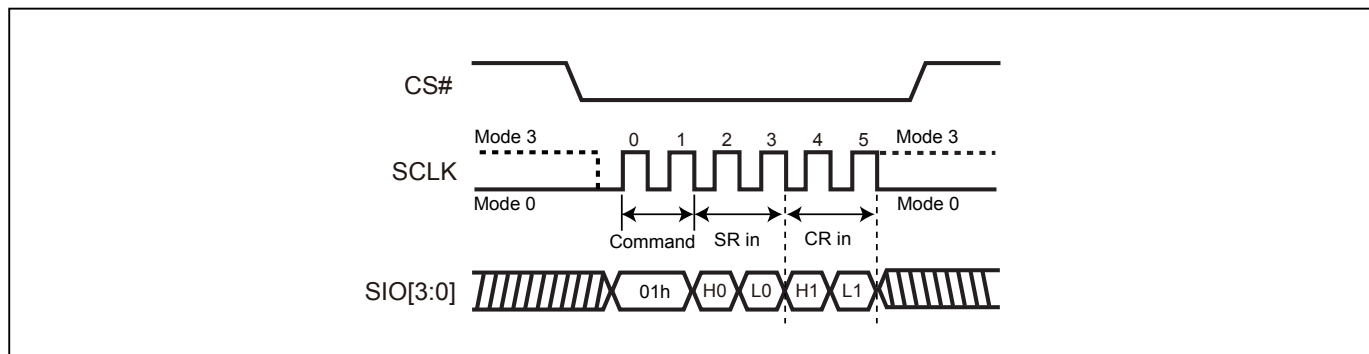 CS#
Mode 3 0 1 2 3 4 5 Mode 3
SCLK
Mode 0 Mode 0
Command SR in CR in
SIO[3:0] 01h H0 L0 H1 L1